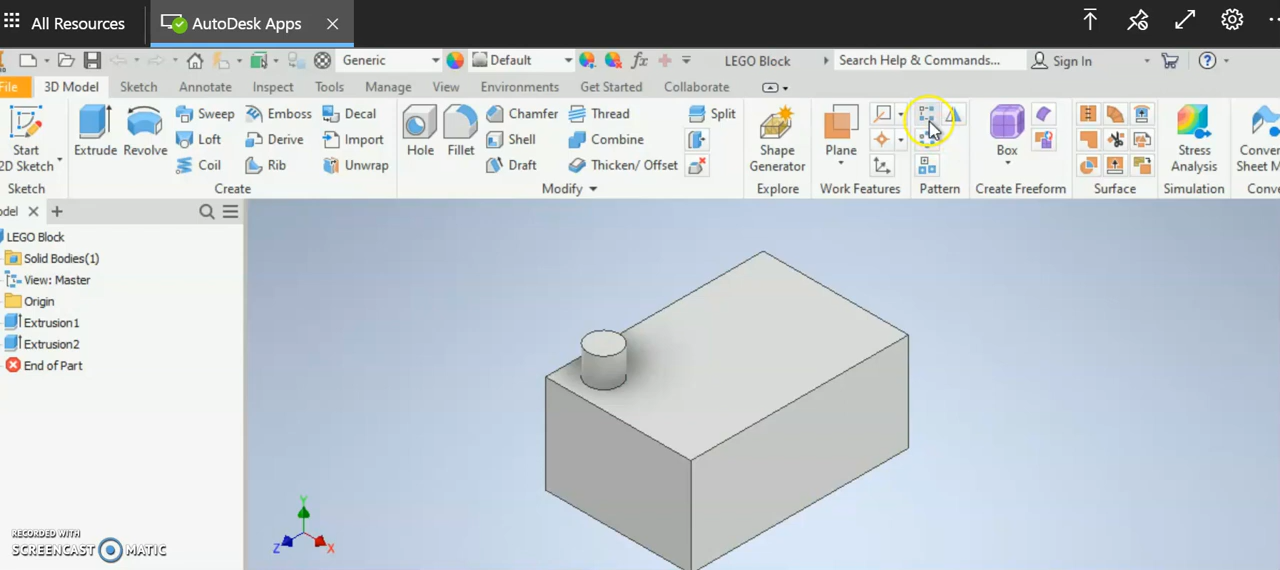 All Resources
AutoDesk Apps
Generic
Default
fx
LEGO Block
Search Help & Commands...
Sign In
File
3D Model
Sketch
Annotate
Inspect
Tools
Manage
View
Environments
Get Started
Collaborate
Start
2D Sketch
Sketch
Extrude
Revolve
Sweep
Emboss
Decal
Loft
Derive
Import
Coil
Rib
Unwrap
Create
Hole
Fillet
Chamfer
Thread
Split
Shell
Combine
Draft
Thicken/ Offset
Modify
Shape
Generator
Explore
Plane
Work Features
Pattern
Box
Create Freeform
Surface
Stress
Analysis
Simulation
Sheet M
LEGO Block
Solid Bodies(1)
View: Master
Origin
Extrusion1
Extrusion2
End of Part
Y
Z
X
RECORDED WITH
SCREENCAST MATIC